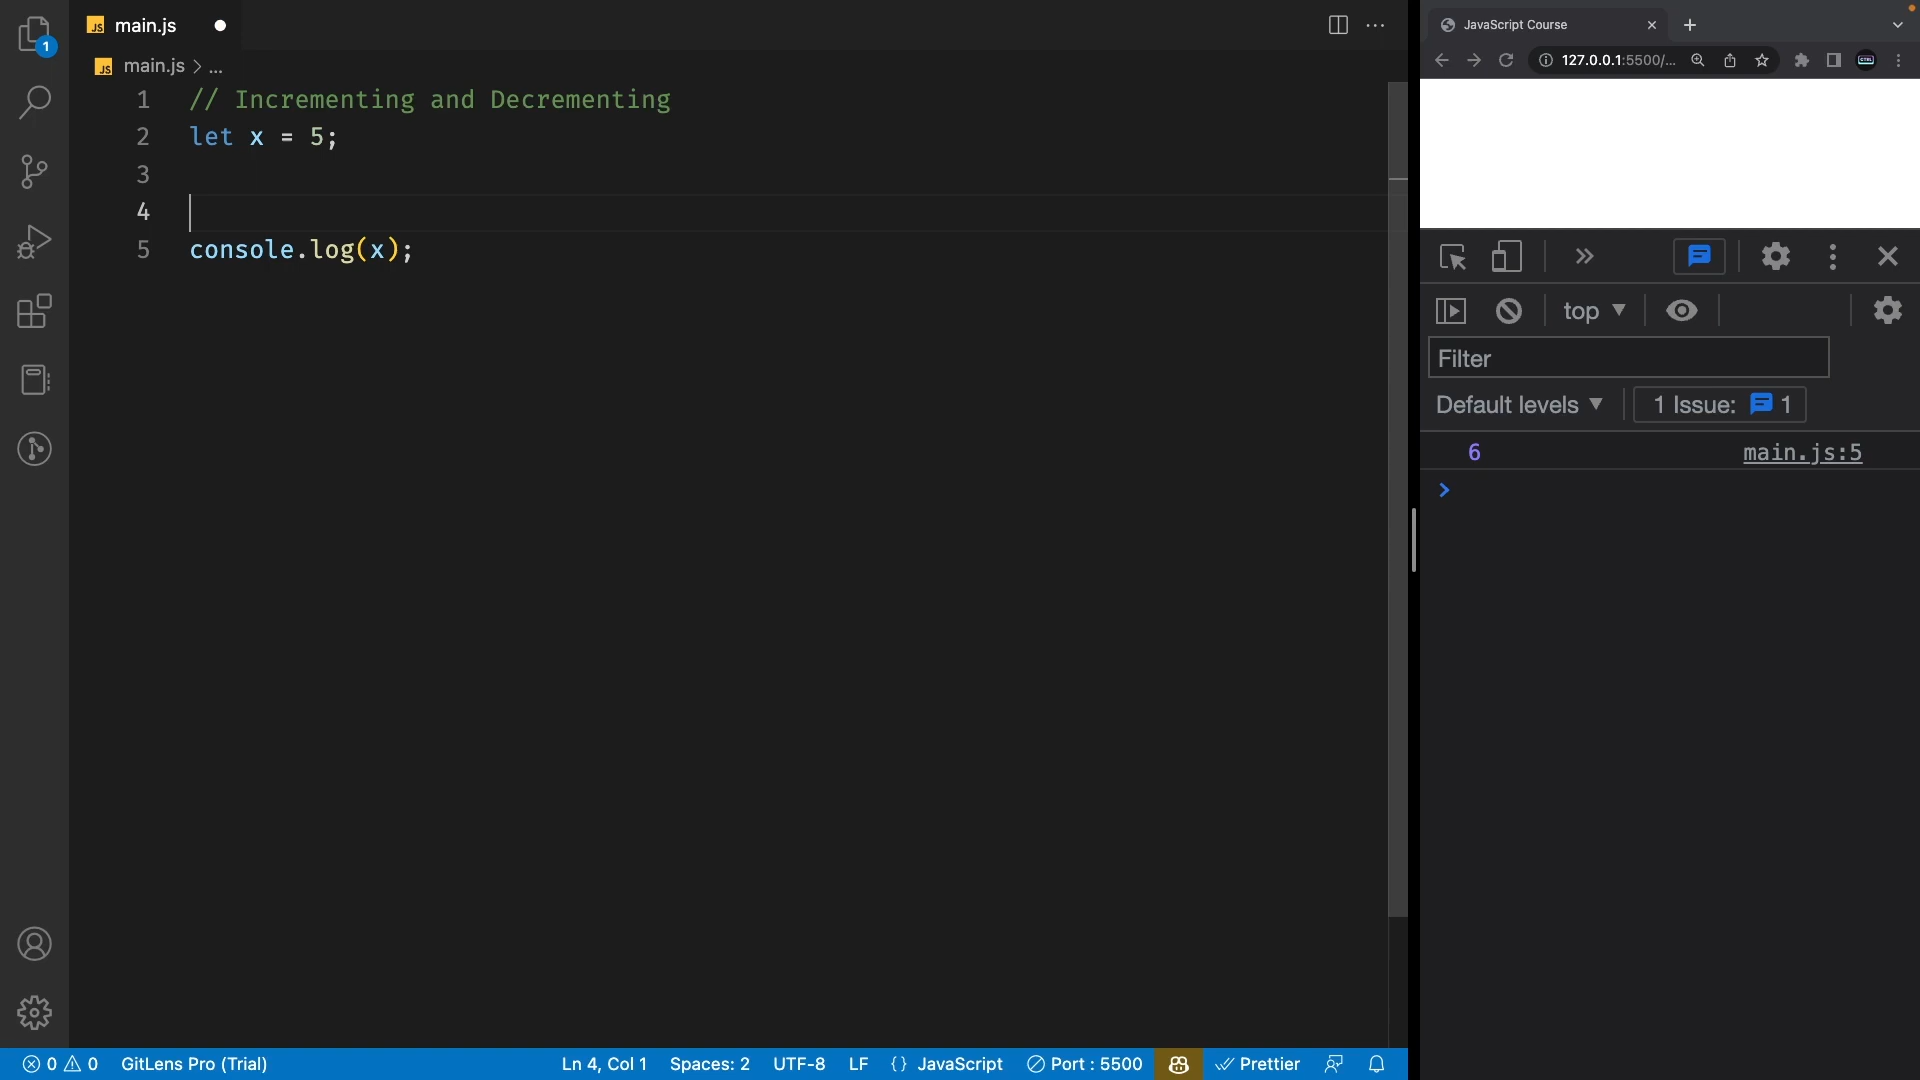 JS main.js
JS main.js > ...
1 // Incrementing and Decrementing
2 let x = 5;
3
4
5 console.log(x);
1
0 0 GitLens Pro (Trial) Ln 4, Col 1 Spaces: 2 UTF-8 LF {} JavaScript Port : 5500 Prettier
JavaScript Course
127.0.0.1:5500/...
top
Filter
Default levels 1 Issue: 1
6 main.js:5